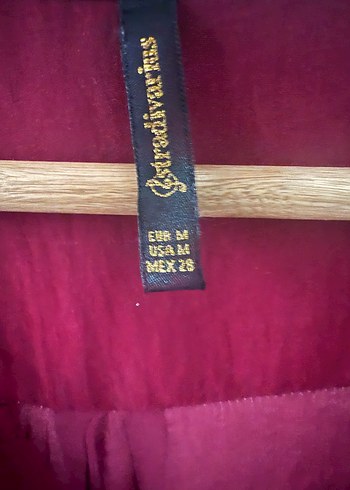 Stradivarius
EUR M
USA M
MEX 28